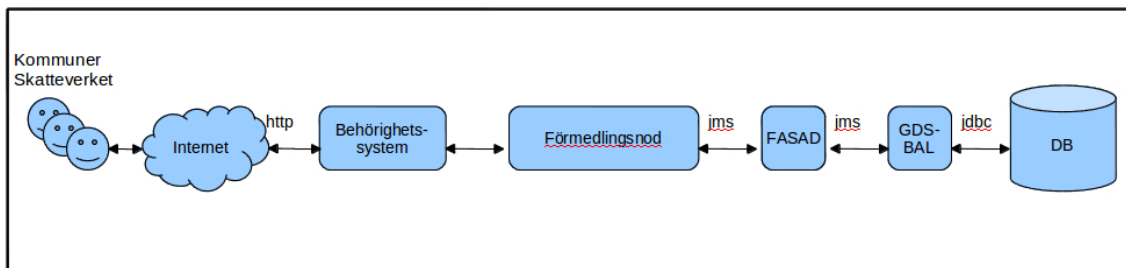 Kommuner
Skatteverket
Internet
http
Behörighets-
system
Förmedlingsnod
jms
FASAD
jms
GDS-
BAL
jdbc
DB